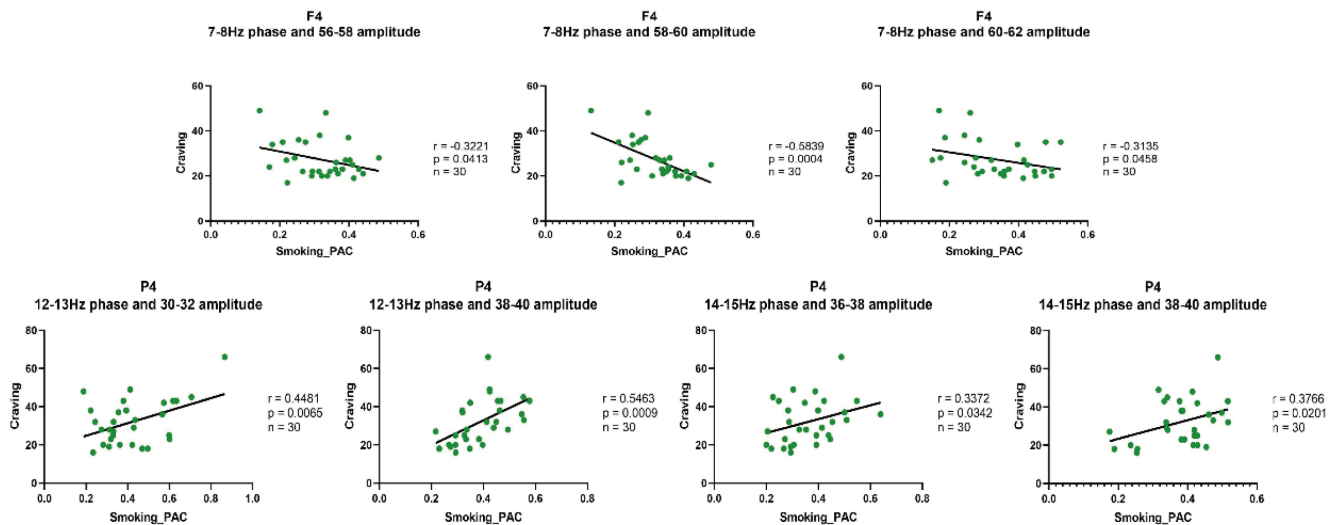 F4
7-8Hz phase and 56-58 amplitude
60
40
20
0
Craving
0.0 0.2 0.4 0.6
Smoking_PAC
r = -0.3221
p = 0.0413
n = 30
F4
7-8Hz phase and 58-60 amplitude
60
40
20
0
Craving
0.0 0.2 0.4 0.6
Smoking_PAC
r = -0.5839
p = 0.0004
n = 30
F4
7-8Hz phase and 60-62 amplitude
60
40
20
0
Craving
0.0 0.2 0.4 0.6
Smoking_PAC
r = -0.3135
p = 0.0458
n = 30
P4
12-13Hz phase and 30-32 amplitude
80
60
40
20
0
Craving
0.0 0.2 0.4 0.6 0.8 1.0
Smoking_PAC
r = 0.4481
p = 0.0065
n = 30
P4
12-13Hz phase and 38-40 amplitude
80
60
40
20
0
Craving
0.0 0.2 0.4 0.6 0.8
Smoking_PAC
r = 0.5463
p = 0.0009
n = 30
P4
14-15Hz phase and 36-38 amplitude
80
60
40
20
0
Craving
0.0 0.2 0.4 0.6 0.8
Smoking_PAC
r = 0.3372
p = 0.0342
n = 30
P4
14-15Hz phase and 38-40 amplitude
80
60
40
20
0
Craving
0.0 0.2 0.4 0.6
Smoking_PAC
r = 0.3766
p = 0.0201
n = 30